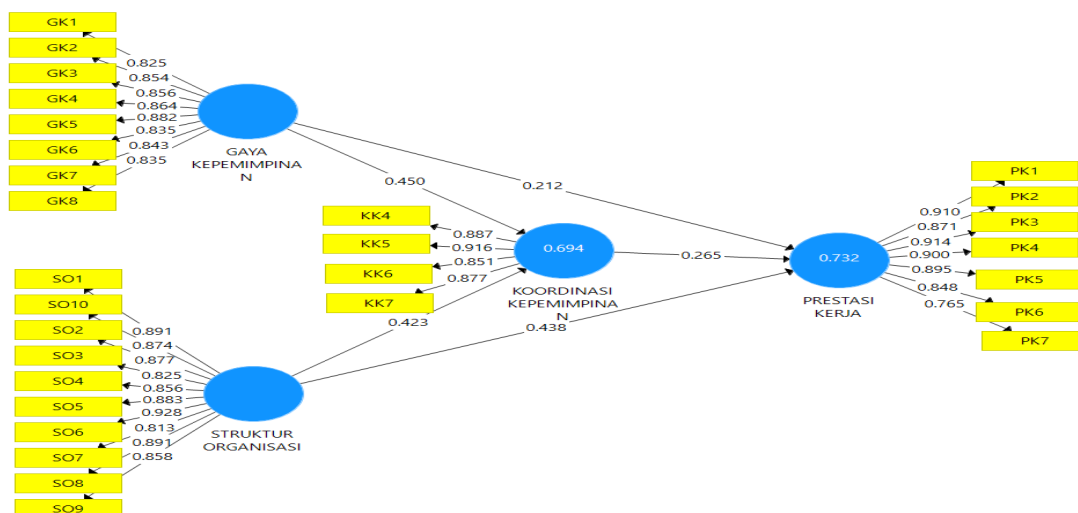 GK1
GK2
GK3
GK4
GK5
GK6
GK7
GK8
0.825
0.854
0.856
0.864
0.882
0.835
0.843
0.835
GAYA
KEPEMIMPINA
N
0.450
0.212
KK4
KK5
KK6
KK7
0.887
0.916
0.851
0.877
0.694
KOORDINASI
KEPEMIMPINA
N
0.265
0.423
0.438
SO1
SO10
SO2
SO3
SO4
SO5
SO6
SO7
SO8
SO9
0.891
0.874
0.877
0.825
0.856
0.883
0.928
0.813
0.891
0.858
STRUKTUR
ORGANISASI
0.732
PRESTASI
KERJA
0.910
0.871
0.914
0.900
0.895
0.848
0.765
PK1
PK2
PK3
PK4
PK5
PK6
PK7